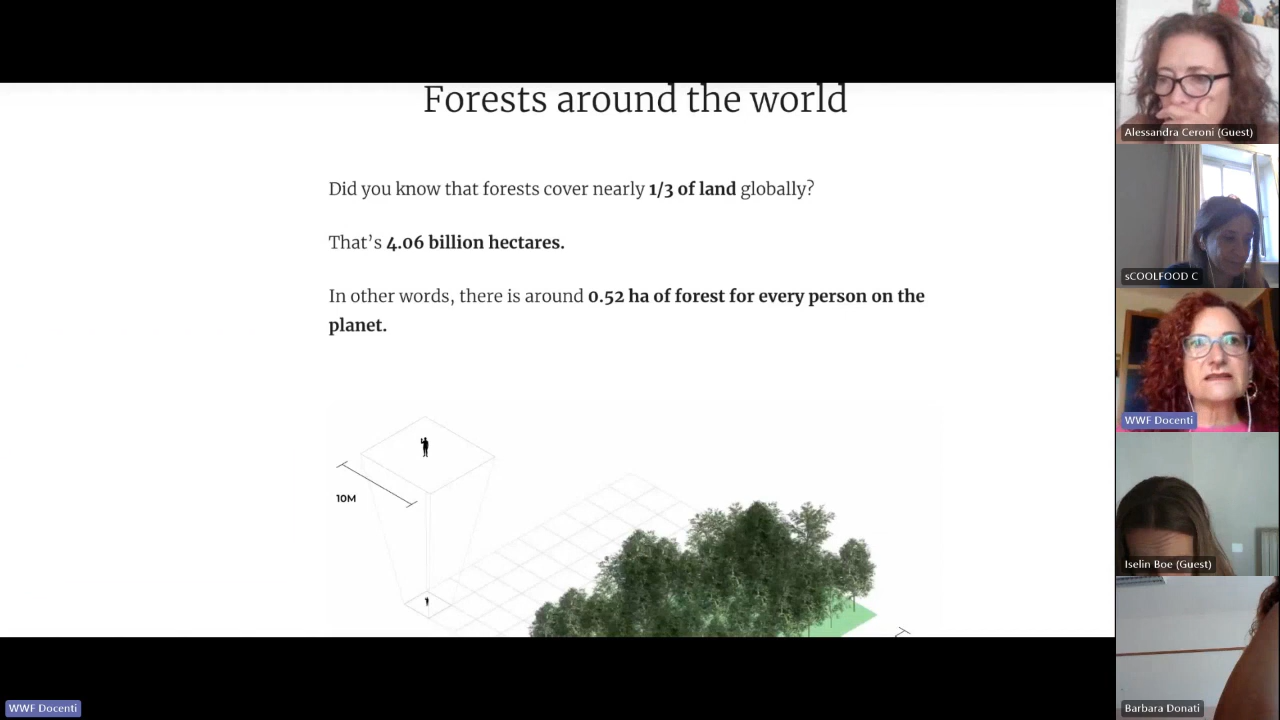 Forests around the world
Did you know that forests cover nearly 1/3 of land globally?
That’s 4.06 billion hectares.
In other words, there is around 0.52 ha of forest for every person on the
planet.
10M
Alessandra Ceroni (Guest)
sCOOLFOOD C
WWF Docenti
Iselin Boe (Guest)
Barbara Donati
WWF Docenti